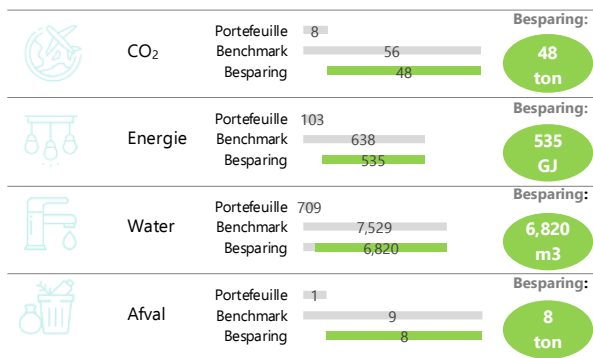 Besparing:
CO₂
Portefeuille 8
Benchmark 56
Besparing 48
48
ton
Besparing:
Energie
Portefeuille 103
Benchmark 638
Besparing 535
535
GJ
Besparing:
Water
Portefeuille 709
Benchmark 7,529
Besparing 6,820
6,820
m3
Besparing:
Afval
Portefeuille 1
Benchmark 9
Besparing 8
8
ton